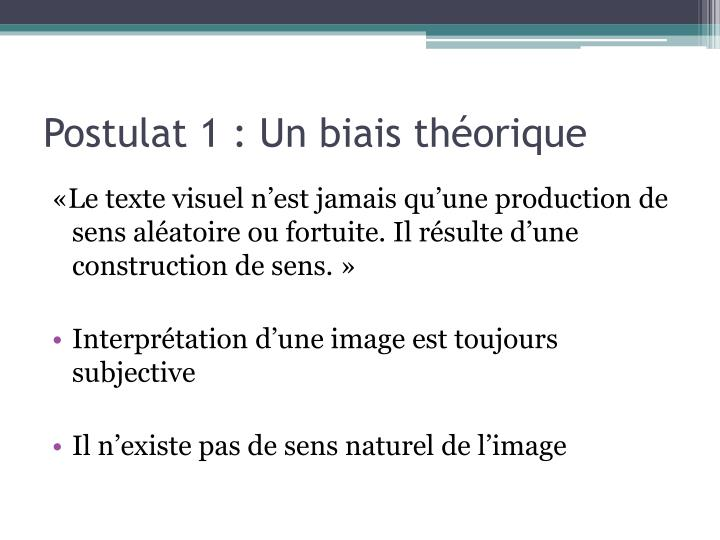 Postulat 1 : Un biais théorique
«Le texte visuel n’est jamais qu’une production de
sens aléatoire ou fortuite. Il résulte d’une
construction de sens. »
• Interprétation d’une image est toujours
subjective
• Il n’existe pas de sens naturel de l’image